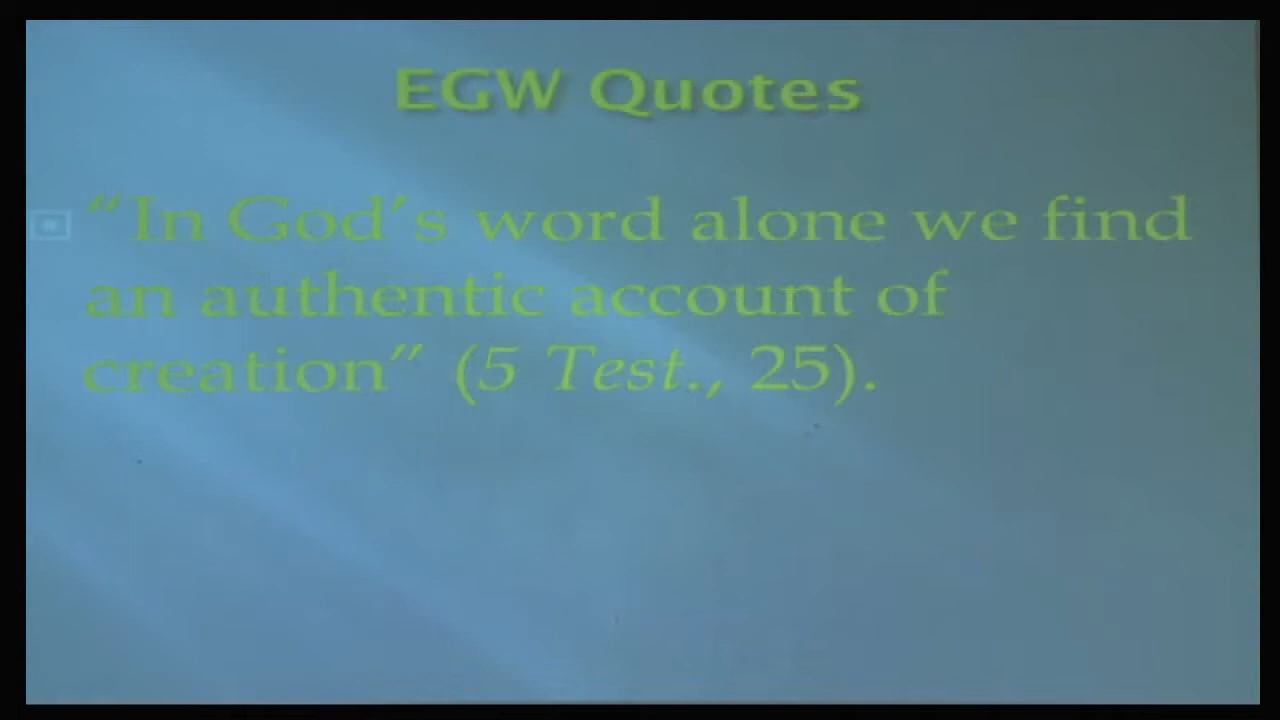 EGW Quotes
“In God’s word alone we find
an authentic account of
creation” (5 Test., 25).